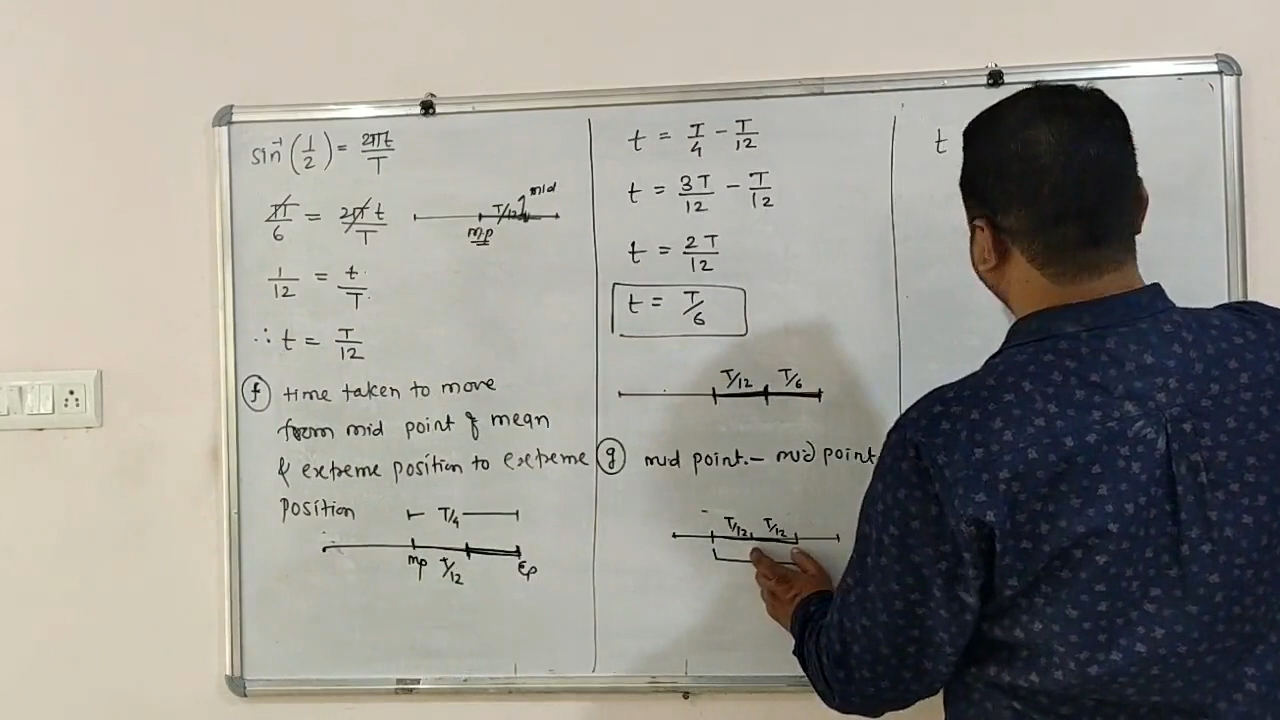 sin⁻¹(1/2) = 2πt/T
π/6 = 2πt/T
T/12 mid
m.p
1/12 = t/T
∴ t = T/12
f time taken to move
from mid point of mean
& extreme position to extreme
position
T/4
mp T/12 Ep
t = T/4 - T/12
t = 3T/12 - T/12
t = 2T/12
t = T/6
T/12 T/6
g mid point - mid point
T/12 T/12
t